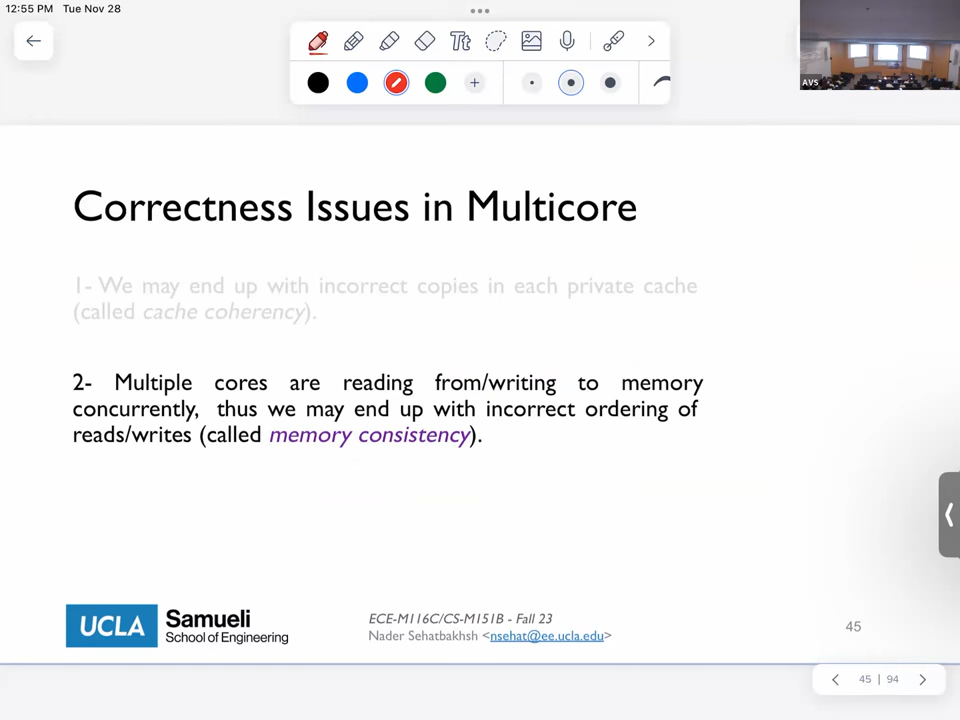 12:55 PM Tue Nov 28
Tt
AVS
Correctness Issues in Multicore
1- We may end up with incorrect copies in each private cache
(called cache coherency).
2- Multiple cores are reading from/writing to memory
concurrently, thus we may end up with incorrect ordering of
reads/writes (called memory consistency).
UCLA Samueli
School of Engineering
ECE-M116C/CS-M151B - Fall 23
Nader Sehatbakhsh <nsehat@ee.ucla.edu>
45
45 | 94